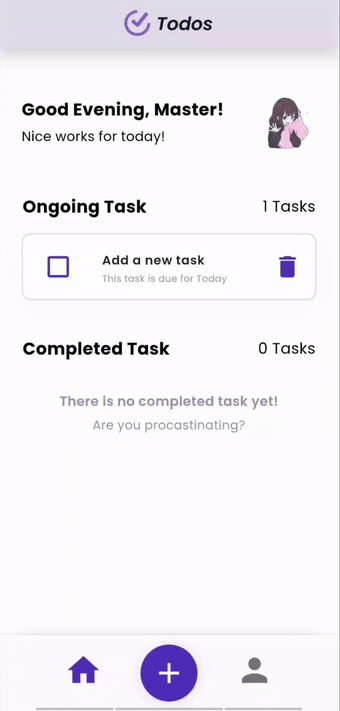 Todos
Good Evening, Master!
Nice works for today!
Ongoing Task
1 Tasks
Add a new task
This task is due for Today
Completed Task
0 Tasks
There is no completed task yet!
Are you procastinating?